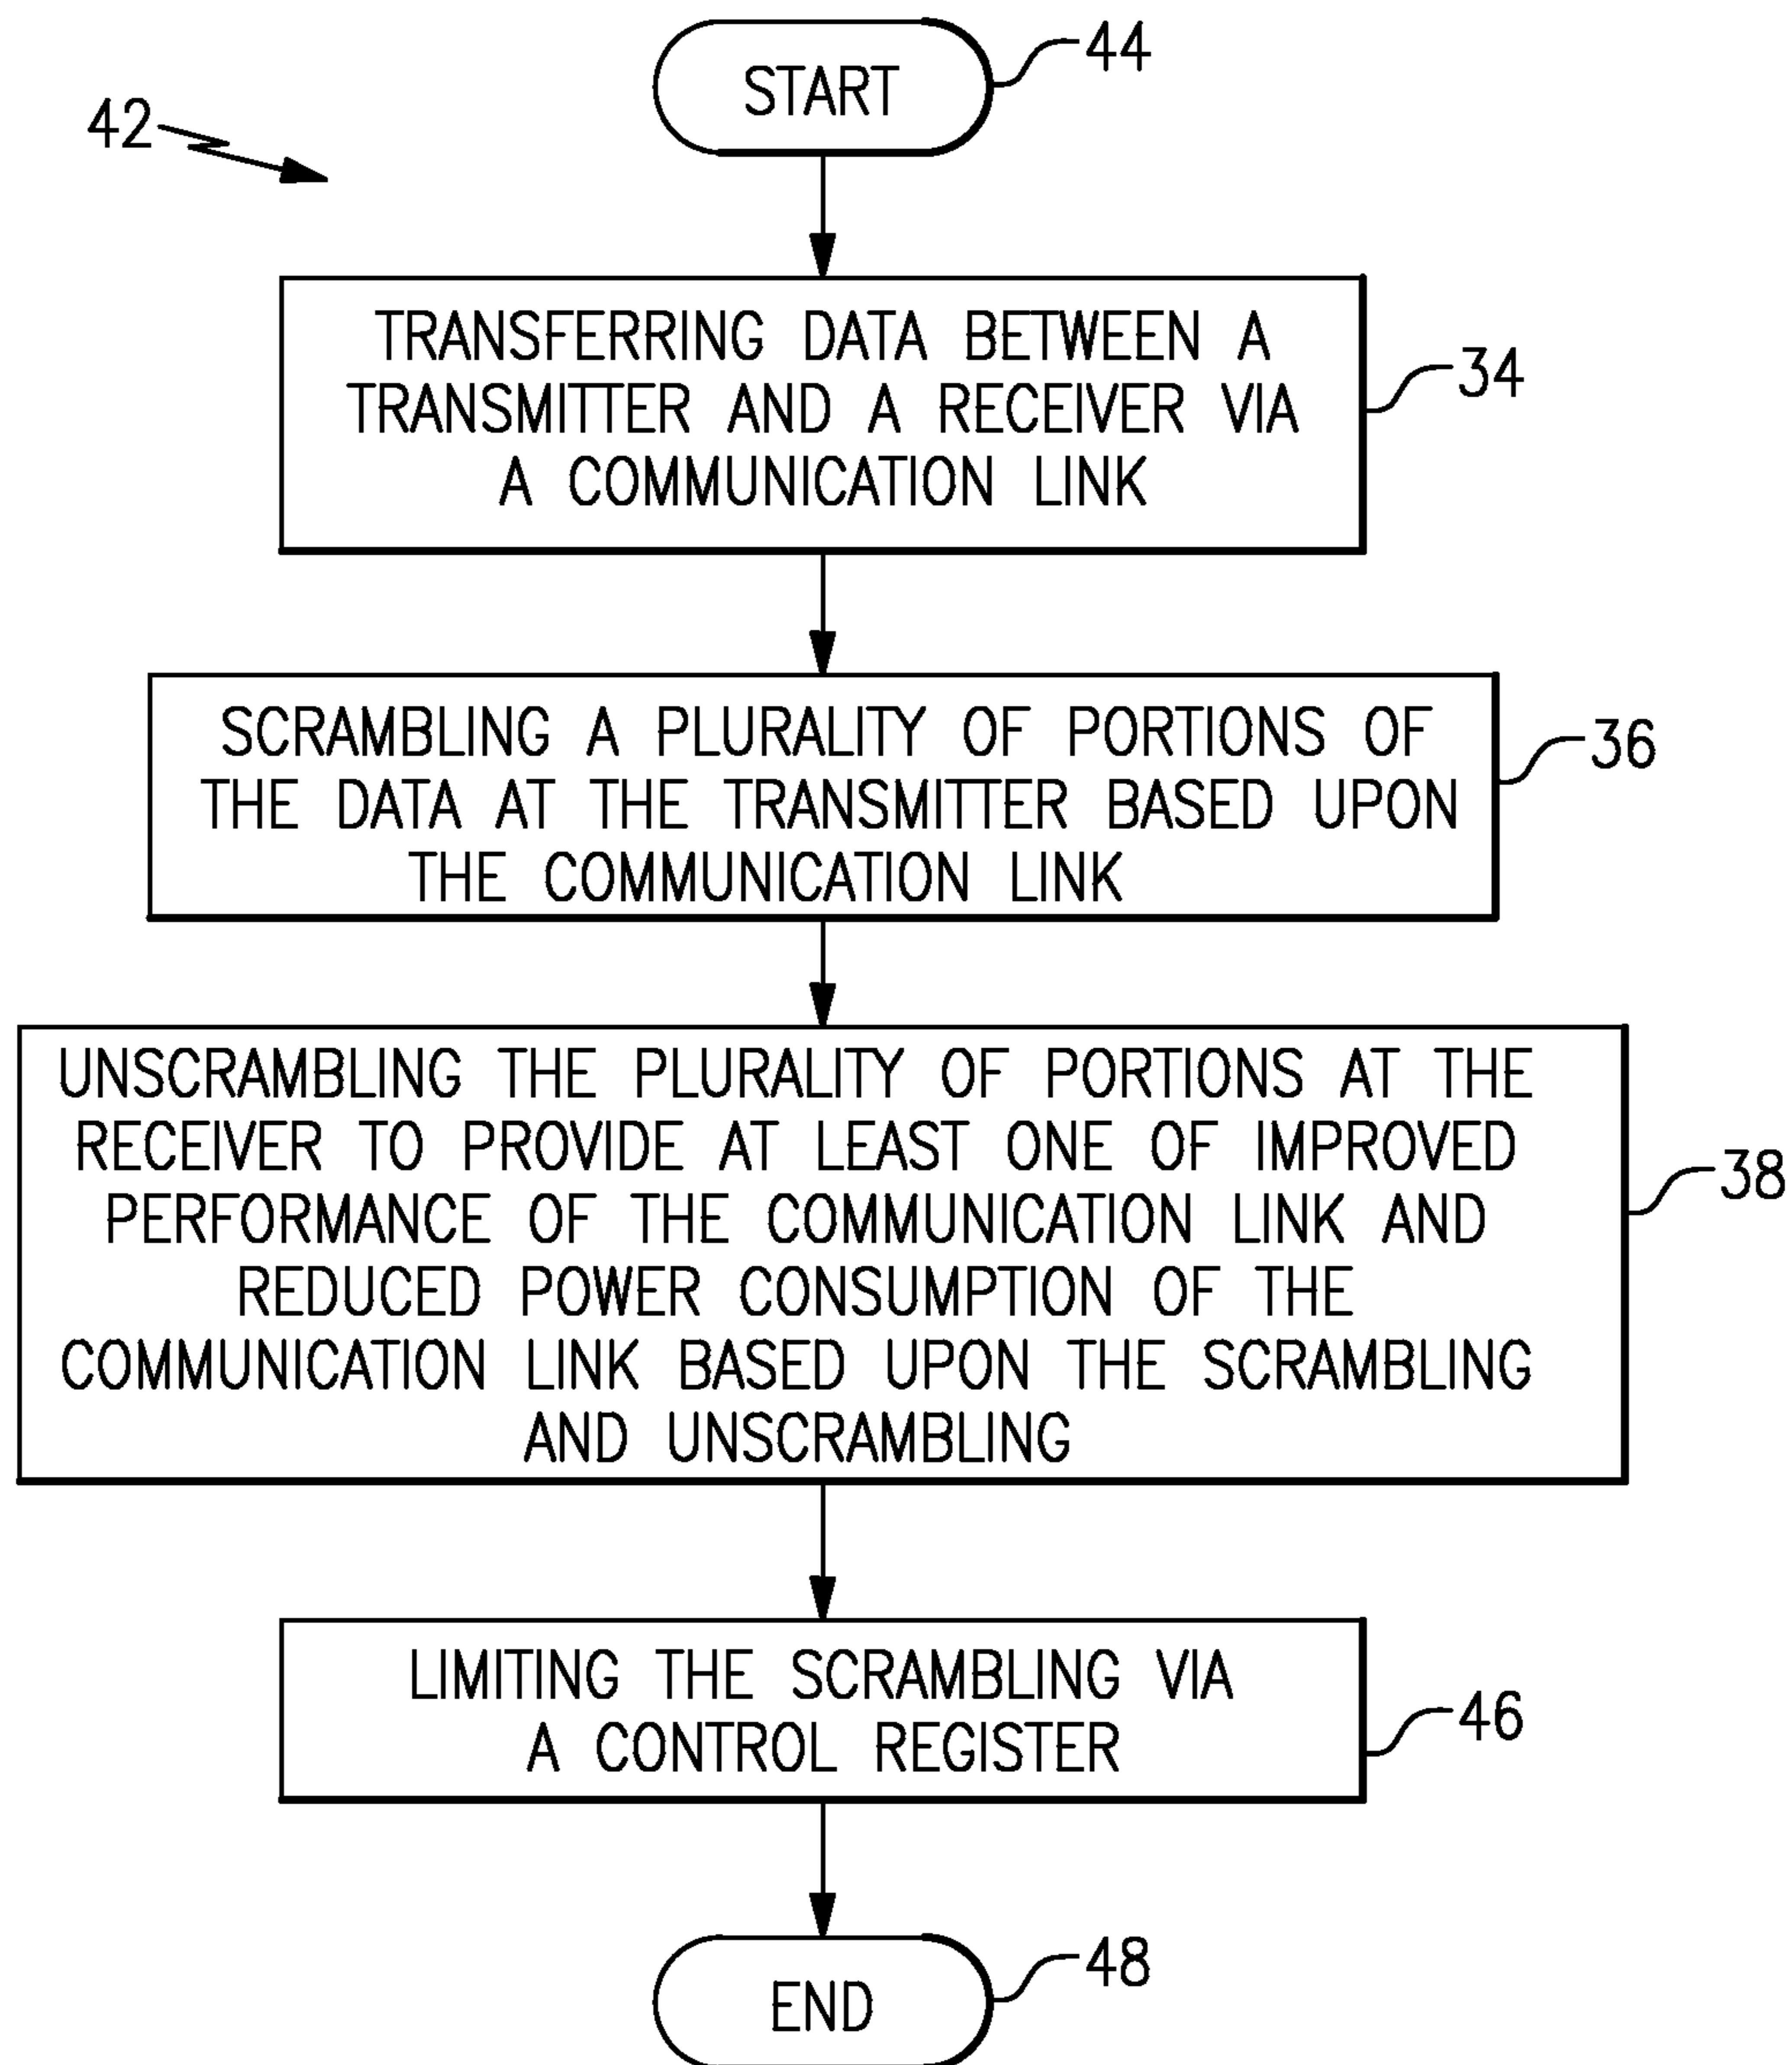 START
44
42
TRANSFERRING DATA BETWEEN A
TRANSMITTER AND A RECEIVER VIA
A COMMUNICATION LINK
34
SCRAMBLING A PLURALITY OF PORTIONS OF
THE DATA AT THE TRANSMITTER BASED UPON
THE COMMUNICATION LINK
36
UNSCRAMBLING THE PLURALITY OF PORTIONS AT THE
RECEIVER TO PROVIDE AT LEAST ONE OF IMPROVED
PERFORMANCE OF THE COMMUNICATION LINK AND
REDUCED POWER CONSUMPTION OF THE
COMMUNICATION LINK BASED UPON THE SCRAMBLING
AND UNSCRAMBLING
38
LIMITING THE SCRAMBLING VIA
A CONTROL REGISTER
46
END
48